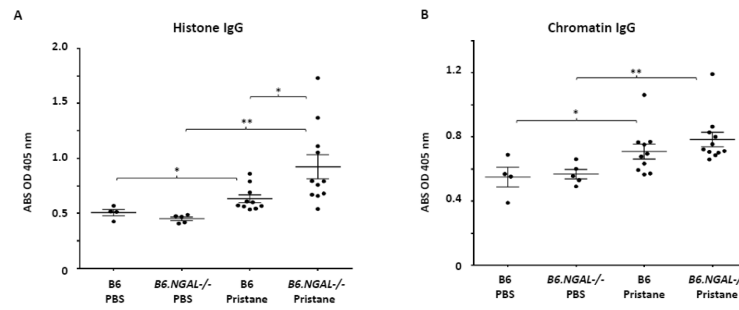 A
Histone IgG
2.0
1.5
1.0
0.5
0
ABS OD 405 nm
*
**
*
B6
PBS
B6.NGAL-/-
PBS
B6
Pristane
B6.NGAL-/-
Pristane
B
Chromatin IgG
1.2
0.8
0.4
0
ABS OD 405 nm
*
**
B6
PBS
B6.NGAL-/-
PBS
B6
Pristane
B6.NGAL-/
Pristane